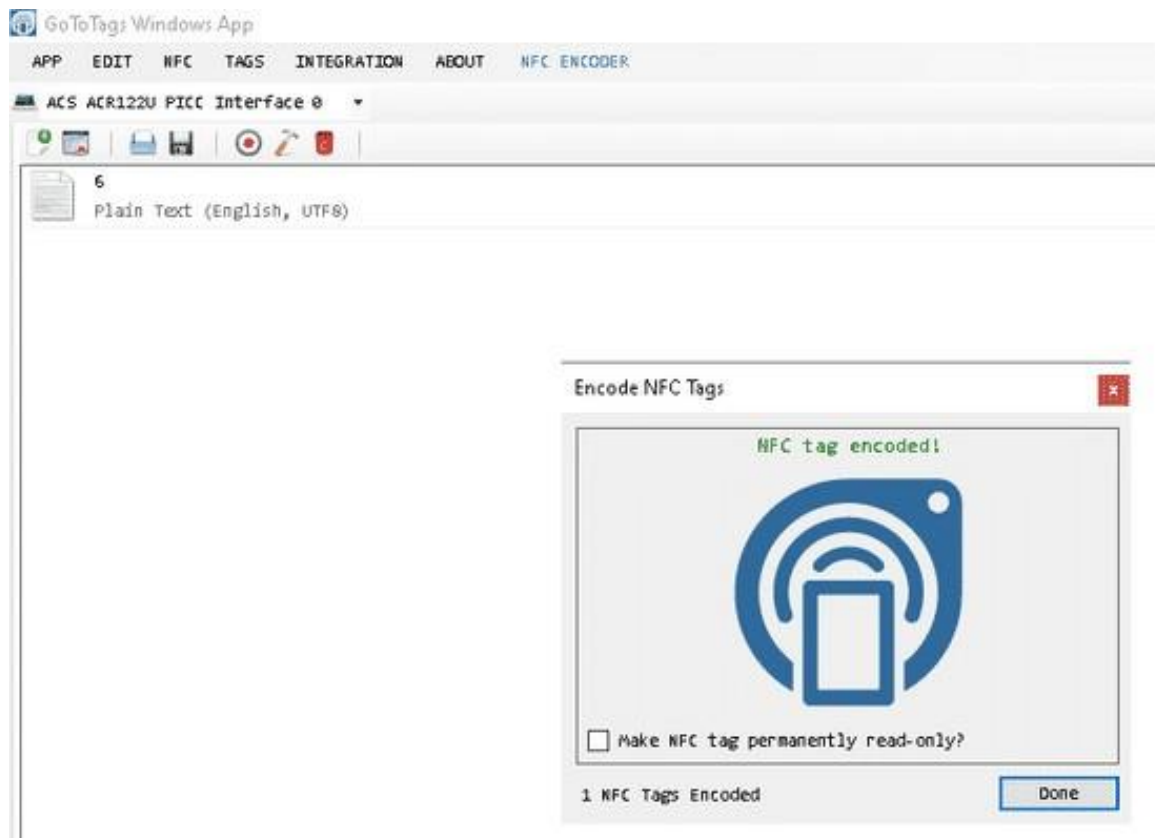 GoToTags Windows App
APP EDIT NFC TAGS INTEGRATION ABOUT NFC ENCODER
ACS ACR122U PICC Interface 0
6
Plain Text (English, UTF8)
Encode NFC Tags
x
NFC tag encoded!
Make NFC tag permanently read-only?
1 NFC Tags Encoded
Done